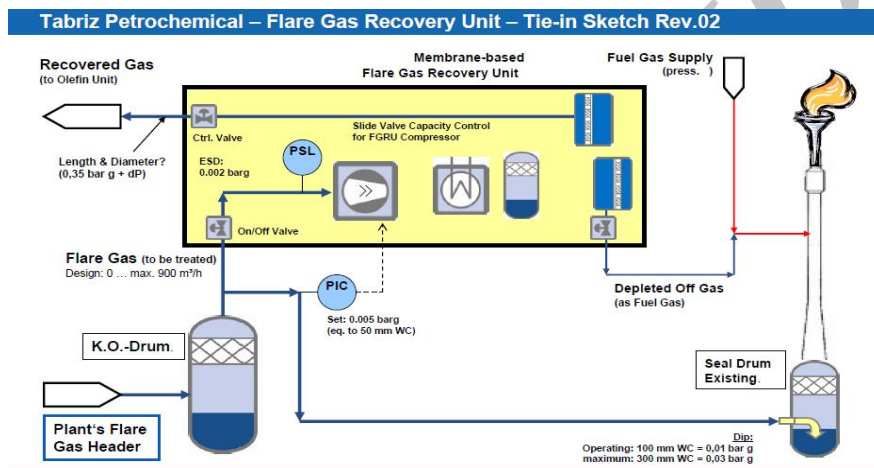 Tabriz Petrochemical – Flare Gas Recovery Unit – Tie-in Sketch Rev.02
Recovered Gas
(to Olefin Unit)
Membrane-based
Flare Gas Recovery Unit
Fuel Gas Supply
(press.   )
Ctrl. Valve
Slide Valve Capacity Control
for FGRU Compressor
Length & Diameter?
(0,35 bar g + dP)
ESD:
0.002 barg
PSL
On/Off Valve
Flare Gas (to be treated)
Design: 0 ... max. 900 m³/h
PIC
Set: 0.005 barg
(eq. to 50 mm WC)
Depleted Off Gas
(as Fuel Gas)
K.O.-Drum.
Seal Drum
Existing.
Plant‘s Flare
Gas Header
Dip:
Operating: 100 mm WC = 0,01 bar g
maximum: 300 mm WC = 0,03 bar g